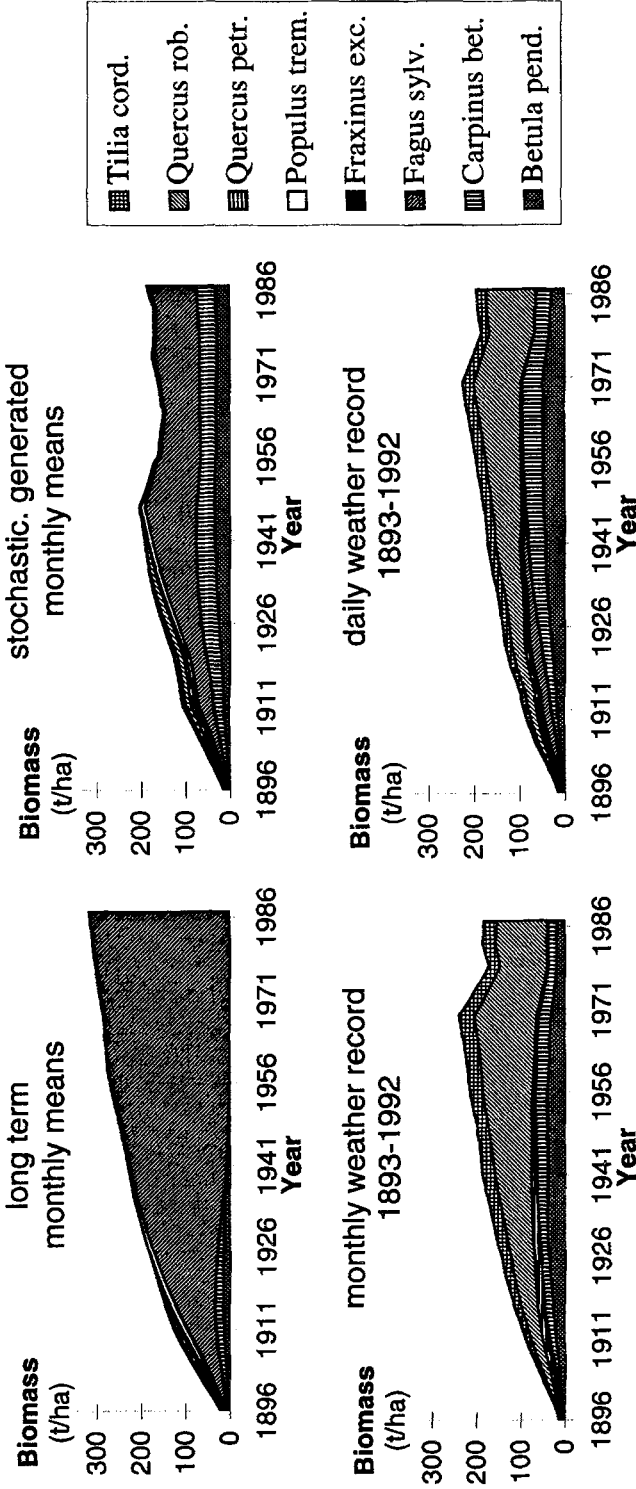 long term
monthly means
Biomass
(t/ha)
300
200
100
0
1896 1911 1926 1941 1956 1971 1986
Year
stochastic. generated
monthly means
Biomass
(t/ha)
300
200
100
0
1896 1911 1926 1941 1956 1971 1986
Year
monthly weather record
1893-1992
Biomass
(t/ha)
300
200
100
0
1896 1911 1926 1941 1956 1971 1986
Year
daily weather record
1893-1992
Biomass
(t/ha)
300
200
100
0
1896 1911 1926 1941 1956 1971 1986
Year
Tilia cord.
Quercus rob.
Quercus petr.
Populus trem.
Fraxinus exc.
Fagus sylv.
Carpinus bet.
Betula pend.